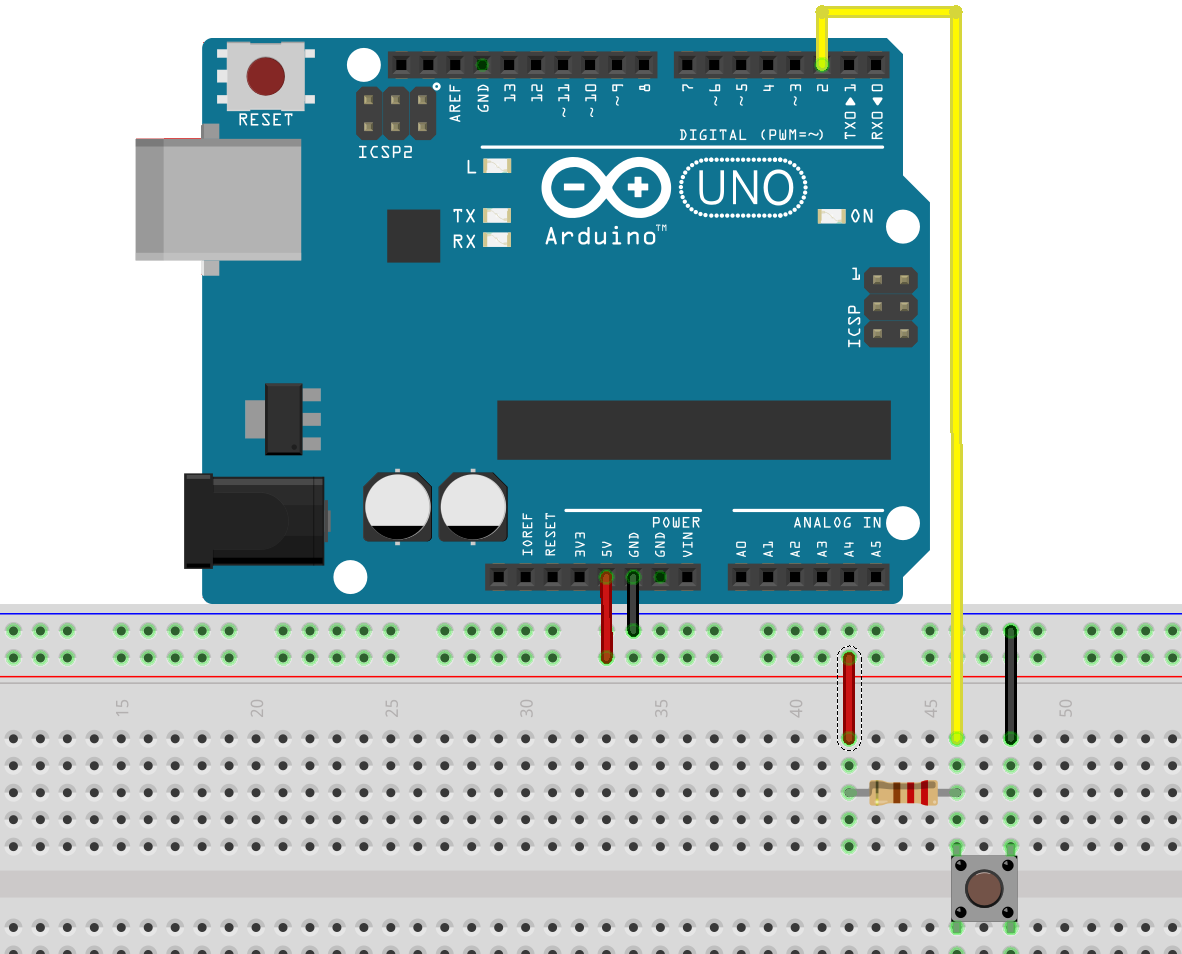 RESET
ICSP2
AREF
GND
13
12
~11
~10
~9
8
7
~6
~5
4
~3
2
TX0▶1
RX0◀0
DIGITAL (PWM=~)
L
TX
RX
UNO
Arduino™
ON
1
ICSP
IOREF
RESET
3V3
5V
GND
GND
VIN
POWER
ANALOG IN
A0
A1
A2
A3
A4
A5
15
20
25
30
35
40
45
50